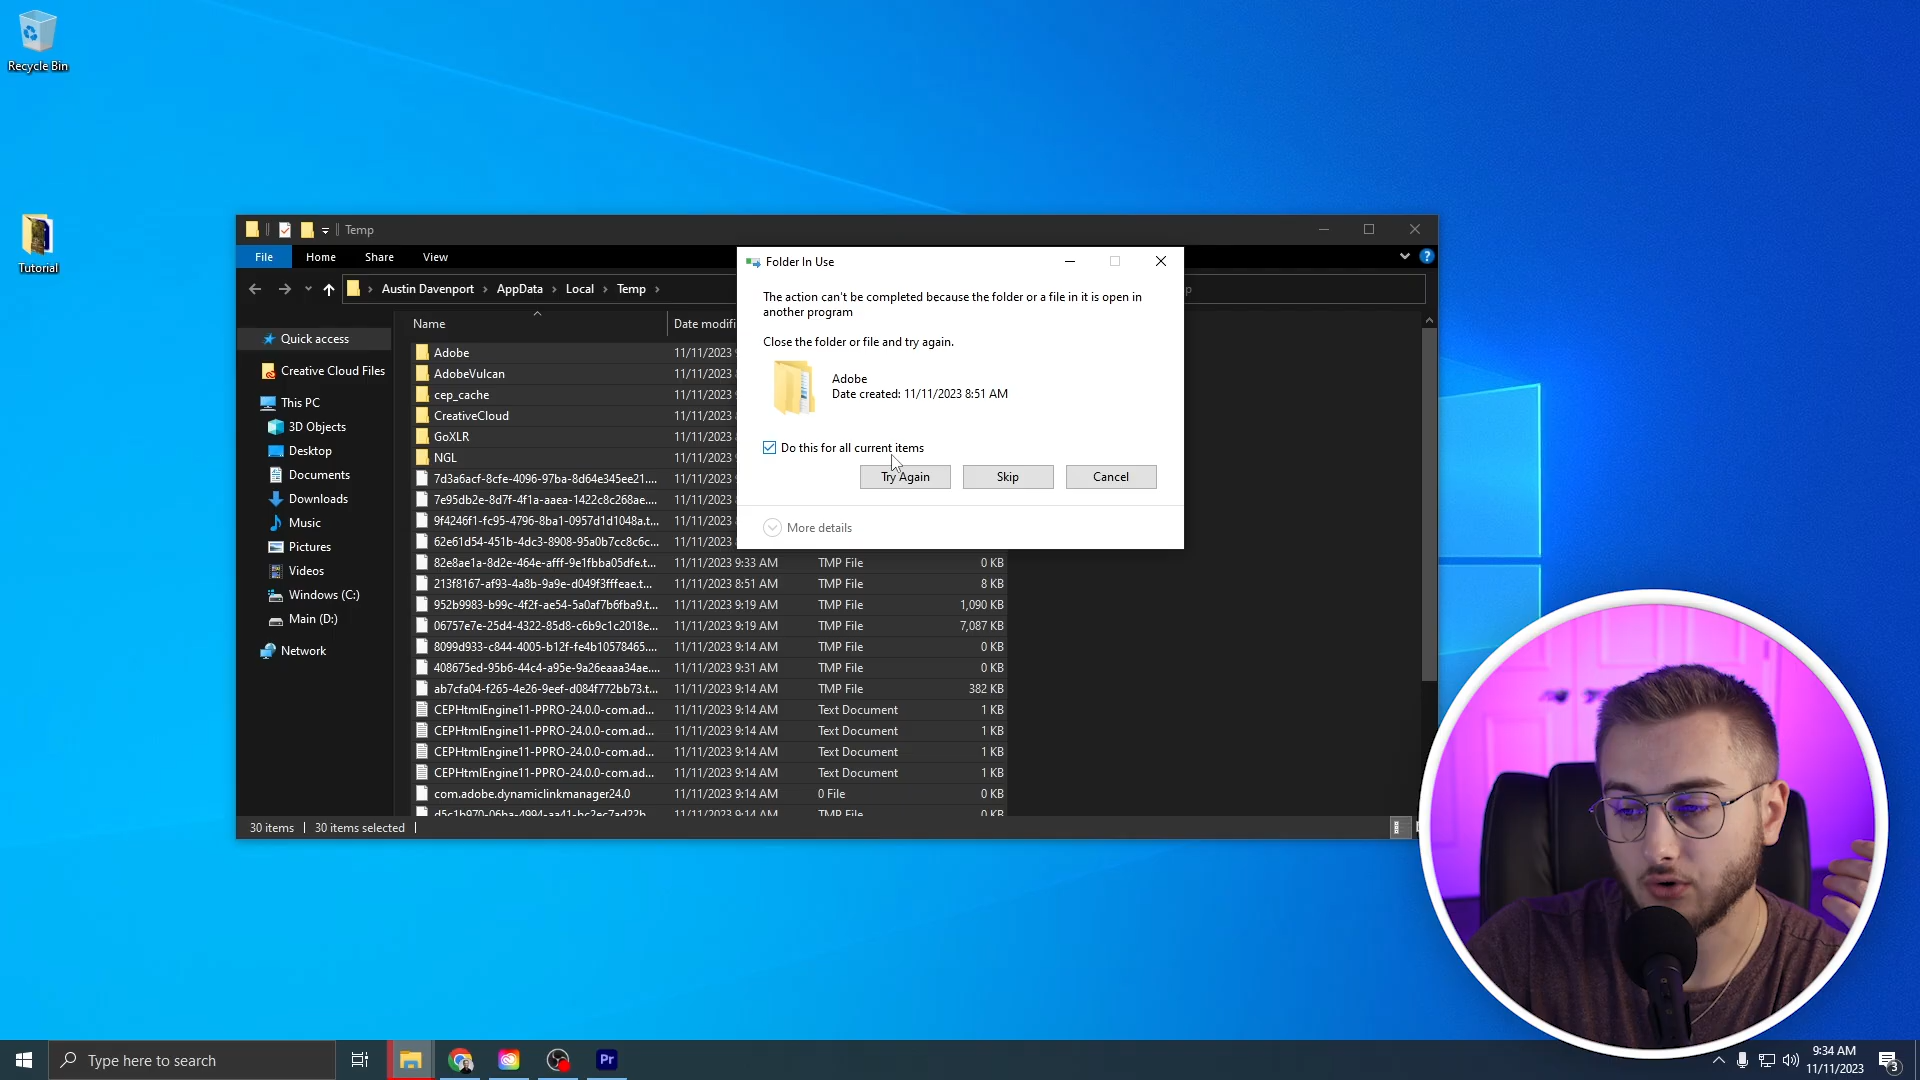 Recycle Bin
Tutorial
Temp
File Home Share View
Austin Davenport AppData Local Temp
Name Date modifi
Quick access
Creative Cloud Files
This PC
3D Objects
Desktop
Documents
Downloads
Music
Pictures
Videos
Windows (C:)
Main (D:)
Network
Adobe 11/11/2023
AdobeVulcan 11/11/2023
cep_cache 11/11/2023
CreativeCloud 11/11/2023
GoXLR 11/11/2023
NGL 11/11/2023
7d3a6acf-8cfe-4096-97ba-8d64e345ee21.... 11/11/2023
7e95db2e-8d7f-4f1a-aaea-1422c8c268ae.... 11/11/2023
9f4246f1-fc95-4796-8ba1-0957d1d1048a.t... 11/11/2023
62e61d54-451b-4dc3-8908-95a0b7cc8c6c... 11/11/2023
82e8ae1a-8d2e-464e-afff-9e1fbba05dfe.t... 11/11/2023 9:33 AM TMP File 0 KB
213f8167-af93-4a8b-9a9e-d049f3fffeae.t... 11/11/2023 8:51 AM TMP File 8 KB
952b9983-b99c-4f2f-ae54-5a0af7b6fba9.t... 11/11/2023 9:19 AM TMP File 1,090 KB
06757e7e-25d4-4322-85d8-c6b9c1c2018e... 11/11/2023 9:19 AM TMP File 7,087 KB
8099d933-c844-4005-b12f-fe4b10578465.... 11/11/2023 9:14 AM TMP File 0 KB
408675ed-95b6-44c4-a95e-9a26eaaa34ae.... 11/11/2023 9:31 AM TMP File 0 KB
ab7cfa04-f265-4e26-9eef-d084f772bb73.t... 11/11/2023 9:14 AM TMP File 382 KB
CEPHtmlEngine11-PPRO-24.0.0-com.ad... 11/11/2023 9:14 AM Text Document 1 KB
CEPHtmlEngine11-PPRO-24.0.0-com.ad... 11/11/2023 9:14 AM Text Document 1 KB
CEPHtmlEngine11-PPRO-24.0.0-com.ad... 11/11/2023 9:14 AM Text Document 1 KB
CEPHtmlEngine11-PPRO-24.0.0-com.ad... 11/11/2023 9:14 AM Text Document 1 KB
com.adobe.dynamiclinkmanager24.0 11/11/2023 9:14 AM 0 File 0 KB
11/11/2023 9:14 AM TMP File 0 KB
30 items 30 items selected
Folder In Use
The action can't be completed because the folder or a file in it is open in
another program
Close the folder or file and try again.
Adobe
Date created: 11/11/2023 8:51 AM
Do this for all current items
Try Again Skip Cancel
More details
Type here to search
Pr
9:34 AM
11/11/2023
3